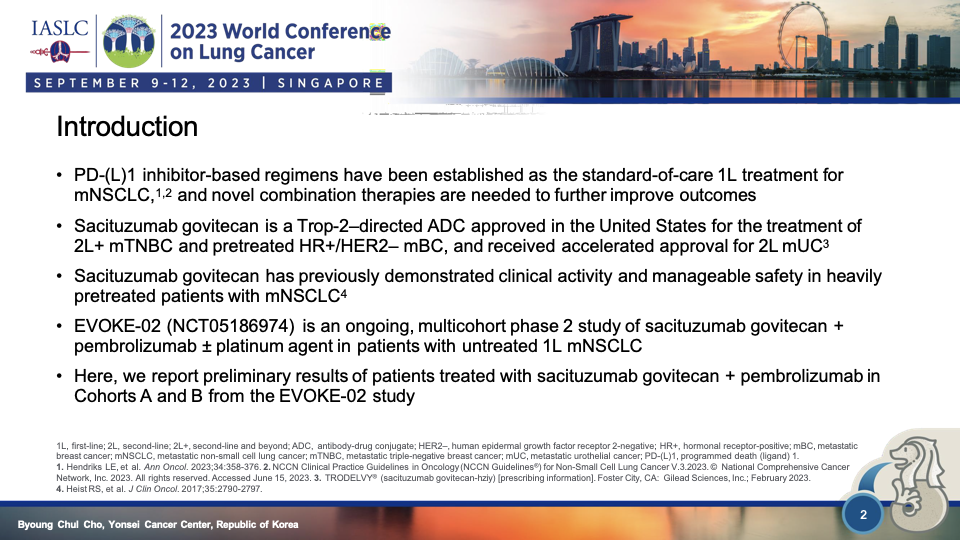 IASLC
2023 World Conference
on Lung Cancer
SEPTEMBER 9-12, 2023 | SINGAPORE
Introduction
• PD-(L)1 inhibitor-based regimens have been established as the standard-of-care 1L treatment for
mNSCLC,1,2 and novel combination therapies are needed to further improve outcomes
• Sacituzumab govitecan is a Trop-2–directed ADC approved in the United States for the treatment of
2L+ mTNBC and pretreated HR+/HER2– mBC, and received accelerated approval for 2L mUC3
• Sacituzumab govitecan has previously demonstrated clinical activity and manageable safety in heavily
pretreated patients with mNSCLC4
• EVOKE-02 (NCT05186974) is an ongoing, multicohort phase 2 study of sacituzumab govitecan +
pembrolizumab ± platinum agent in patients with untreated 1L mNSCLC
• Here, we report preliminary results of patients treated with sacituzumab govitecan + pembrolizumab in
Cohorts A and B from the EVOKE-02 study
1L, first-line; 2L, second-line; 2L+, second-line and beyond; ADC, antibody-drug conjugate; HER2–, human epidermal growth factor receptor 2-negative; HR+, hormonal receptor-positive; mBC, metastatic
breast cancer; mNSCLC, metastatic non-small cell lung cancer; mTNBC, metastatic triple-negative breast cancer; mUC, metastatic urothelial cancer; PD-(L)1, programmed death (ligand) 1.
1. Hendriks LE, et al. Ann Oncol. 2023;34:358-376. 2. NCCN Clinical Practice Guidelines in Oncology (NCCN Guidelines®) for Non-Small Cell Lung Cancer V.3.2023. © National Comprehensive Cancer
Network, Inc. 2023. All rights reserved. Accessed June 15, 2023. 3. TRODELVY® (sacituzumab govitecan-hziy) [prescribing information]. Foster City, CA: Gilead Sciences, Inc.; February 2023.
4. Heist RS, et al. J Clin Oncol. 2017;35:2790-2797.
Byoung Chul Cho, Yonsei Cancer Center, Republic of Korea
2